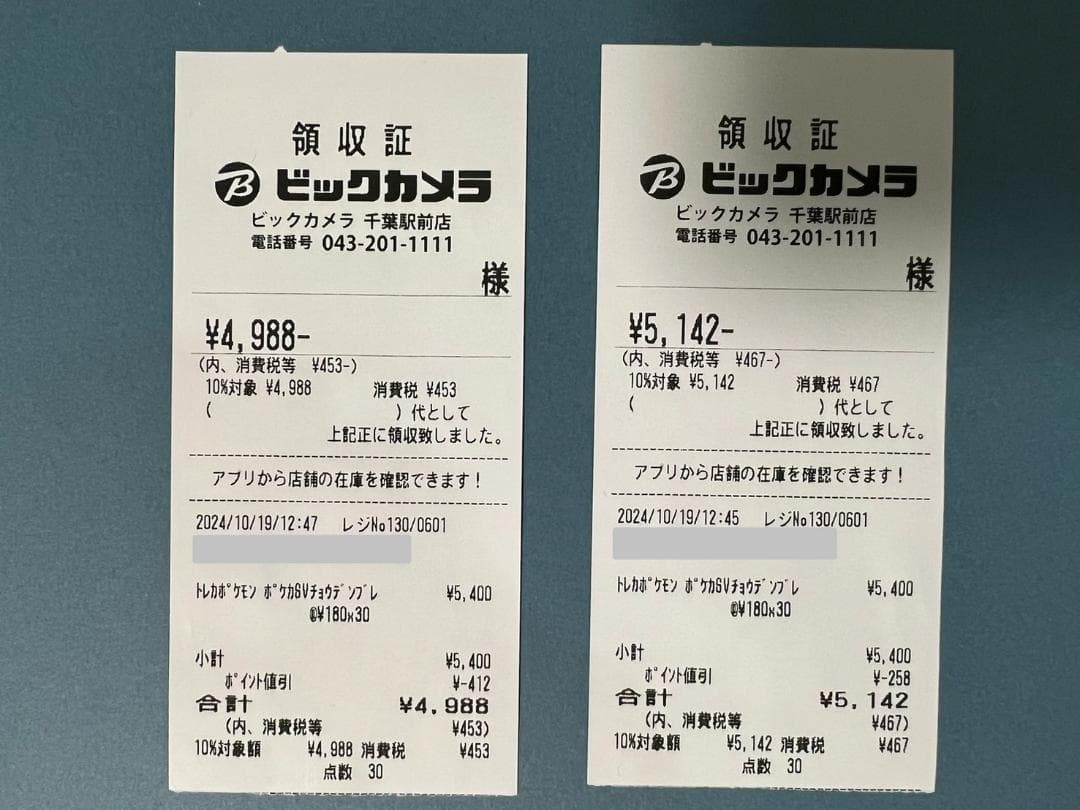 領収証
ビックカメラ
ビックカメラ 千葉駅前店
電話番号 043-201-1111
様
¥4,988-
(内、消費税等 ¥453-)
10%対象 ¥4,988 消費税 ¥453
( )代として
上記正に領収致しました。
アプリから店舗の在庫を確認できます!
2024/10/19/12:47 レジNo130/0601
トレカポケモン ポケカSVチョウデンブレ ¥5,400
@¥180x30
小計 ¥5,400
ポイント値引 ¥-412
合計 ¥4,988
(内、消費税等 ¥453)
10%対象額 ¥4,988 消費税 ¥453
点数 30
領収証
ビックカメラ
ビックカメラ 千葉駅前店
電話番号 043-201-1111
様
¥5,142-
(内、消費税等 ¥467-)
10%対象 ¥5,142 消費税 ¥467
( )代として
上記正に領収致しました。
アプリから店舗の在庫を確認できます!
2024/10/19/12:45 レジNo130/0601
トレカポケモン ポケカSVチョウデンブレ ¥5,400
@¥180x30
小計 ¥5,400
ポイント値引 ¥-258
合計 ¥5,142
(内、消費税等 ¥467)
10%対象額 ¥5,142 消費税 ¥467
点数 30